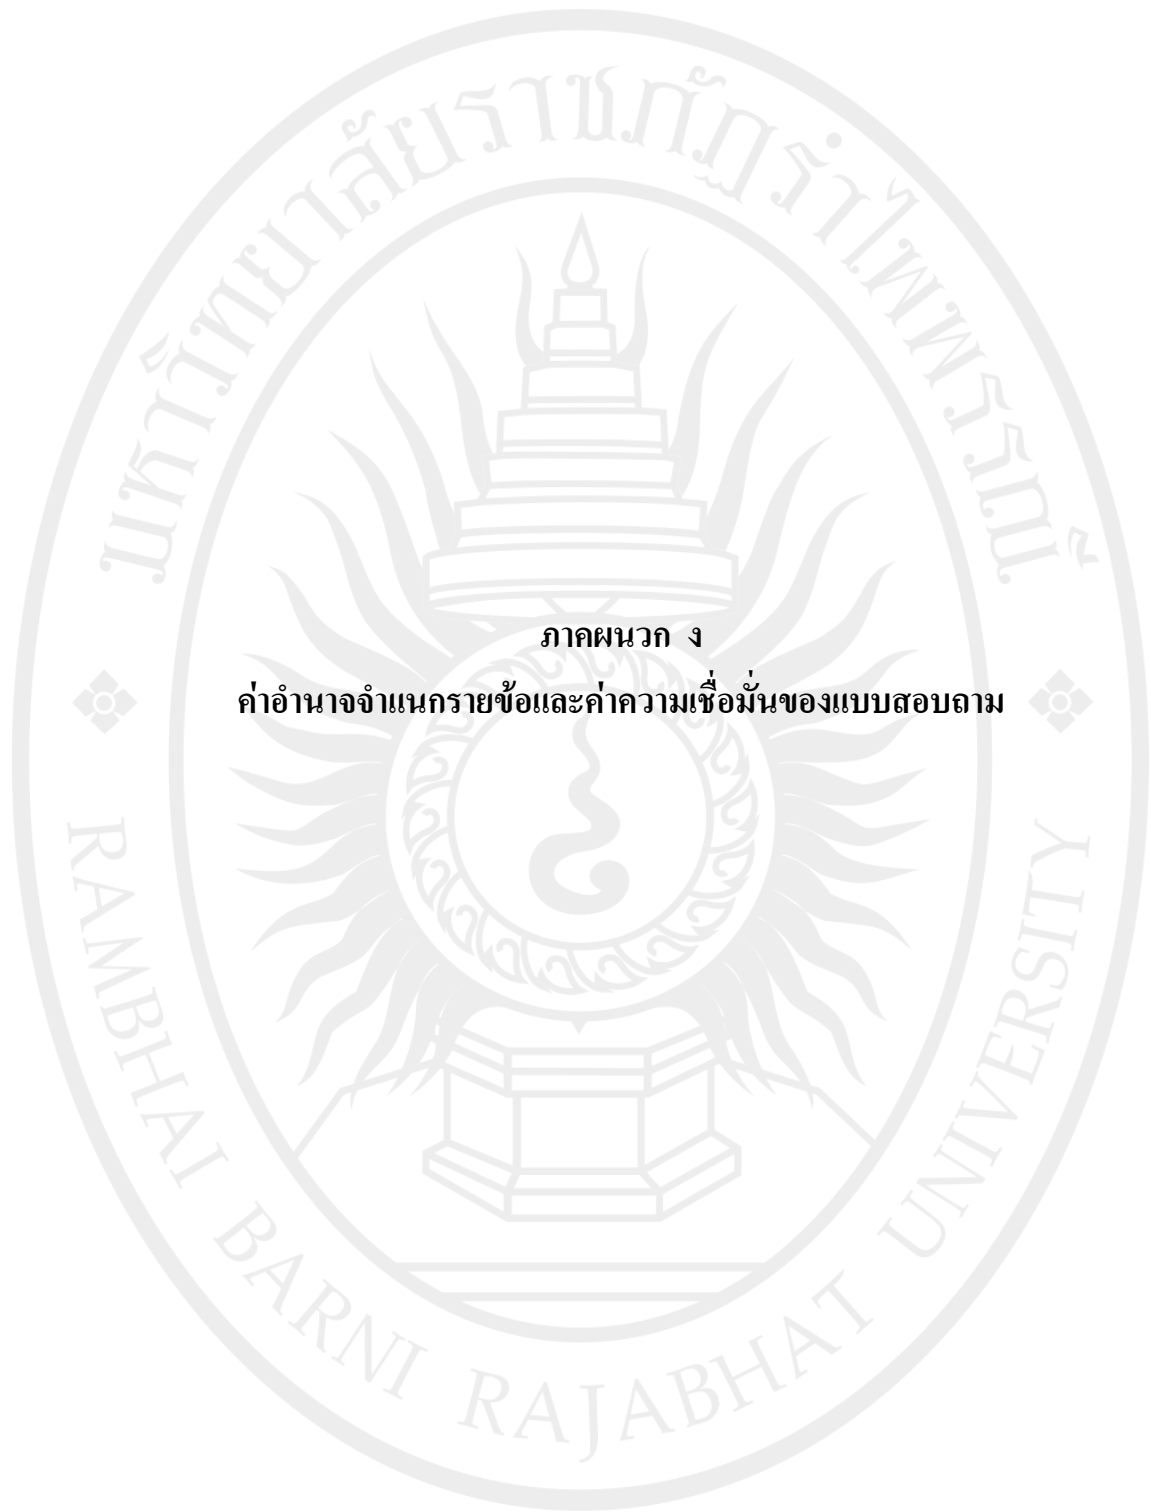 มหาวิทยาลัยราชภัฏรำไพพรรณี
ภาคผนวก ง
ค่าอำนาจจำแนกรายข้อและค่าความเชื่อมั่นของแบบสอบถาม
RAMBHAI BARNI RAJABHAT UNIVERSITY